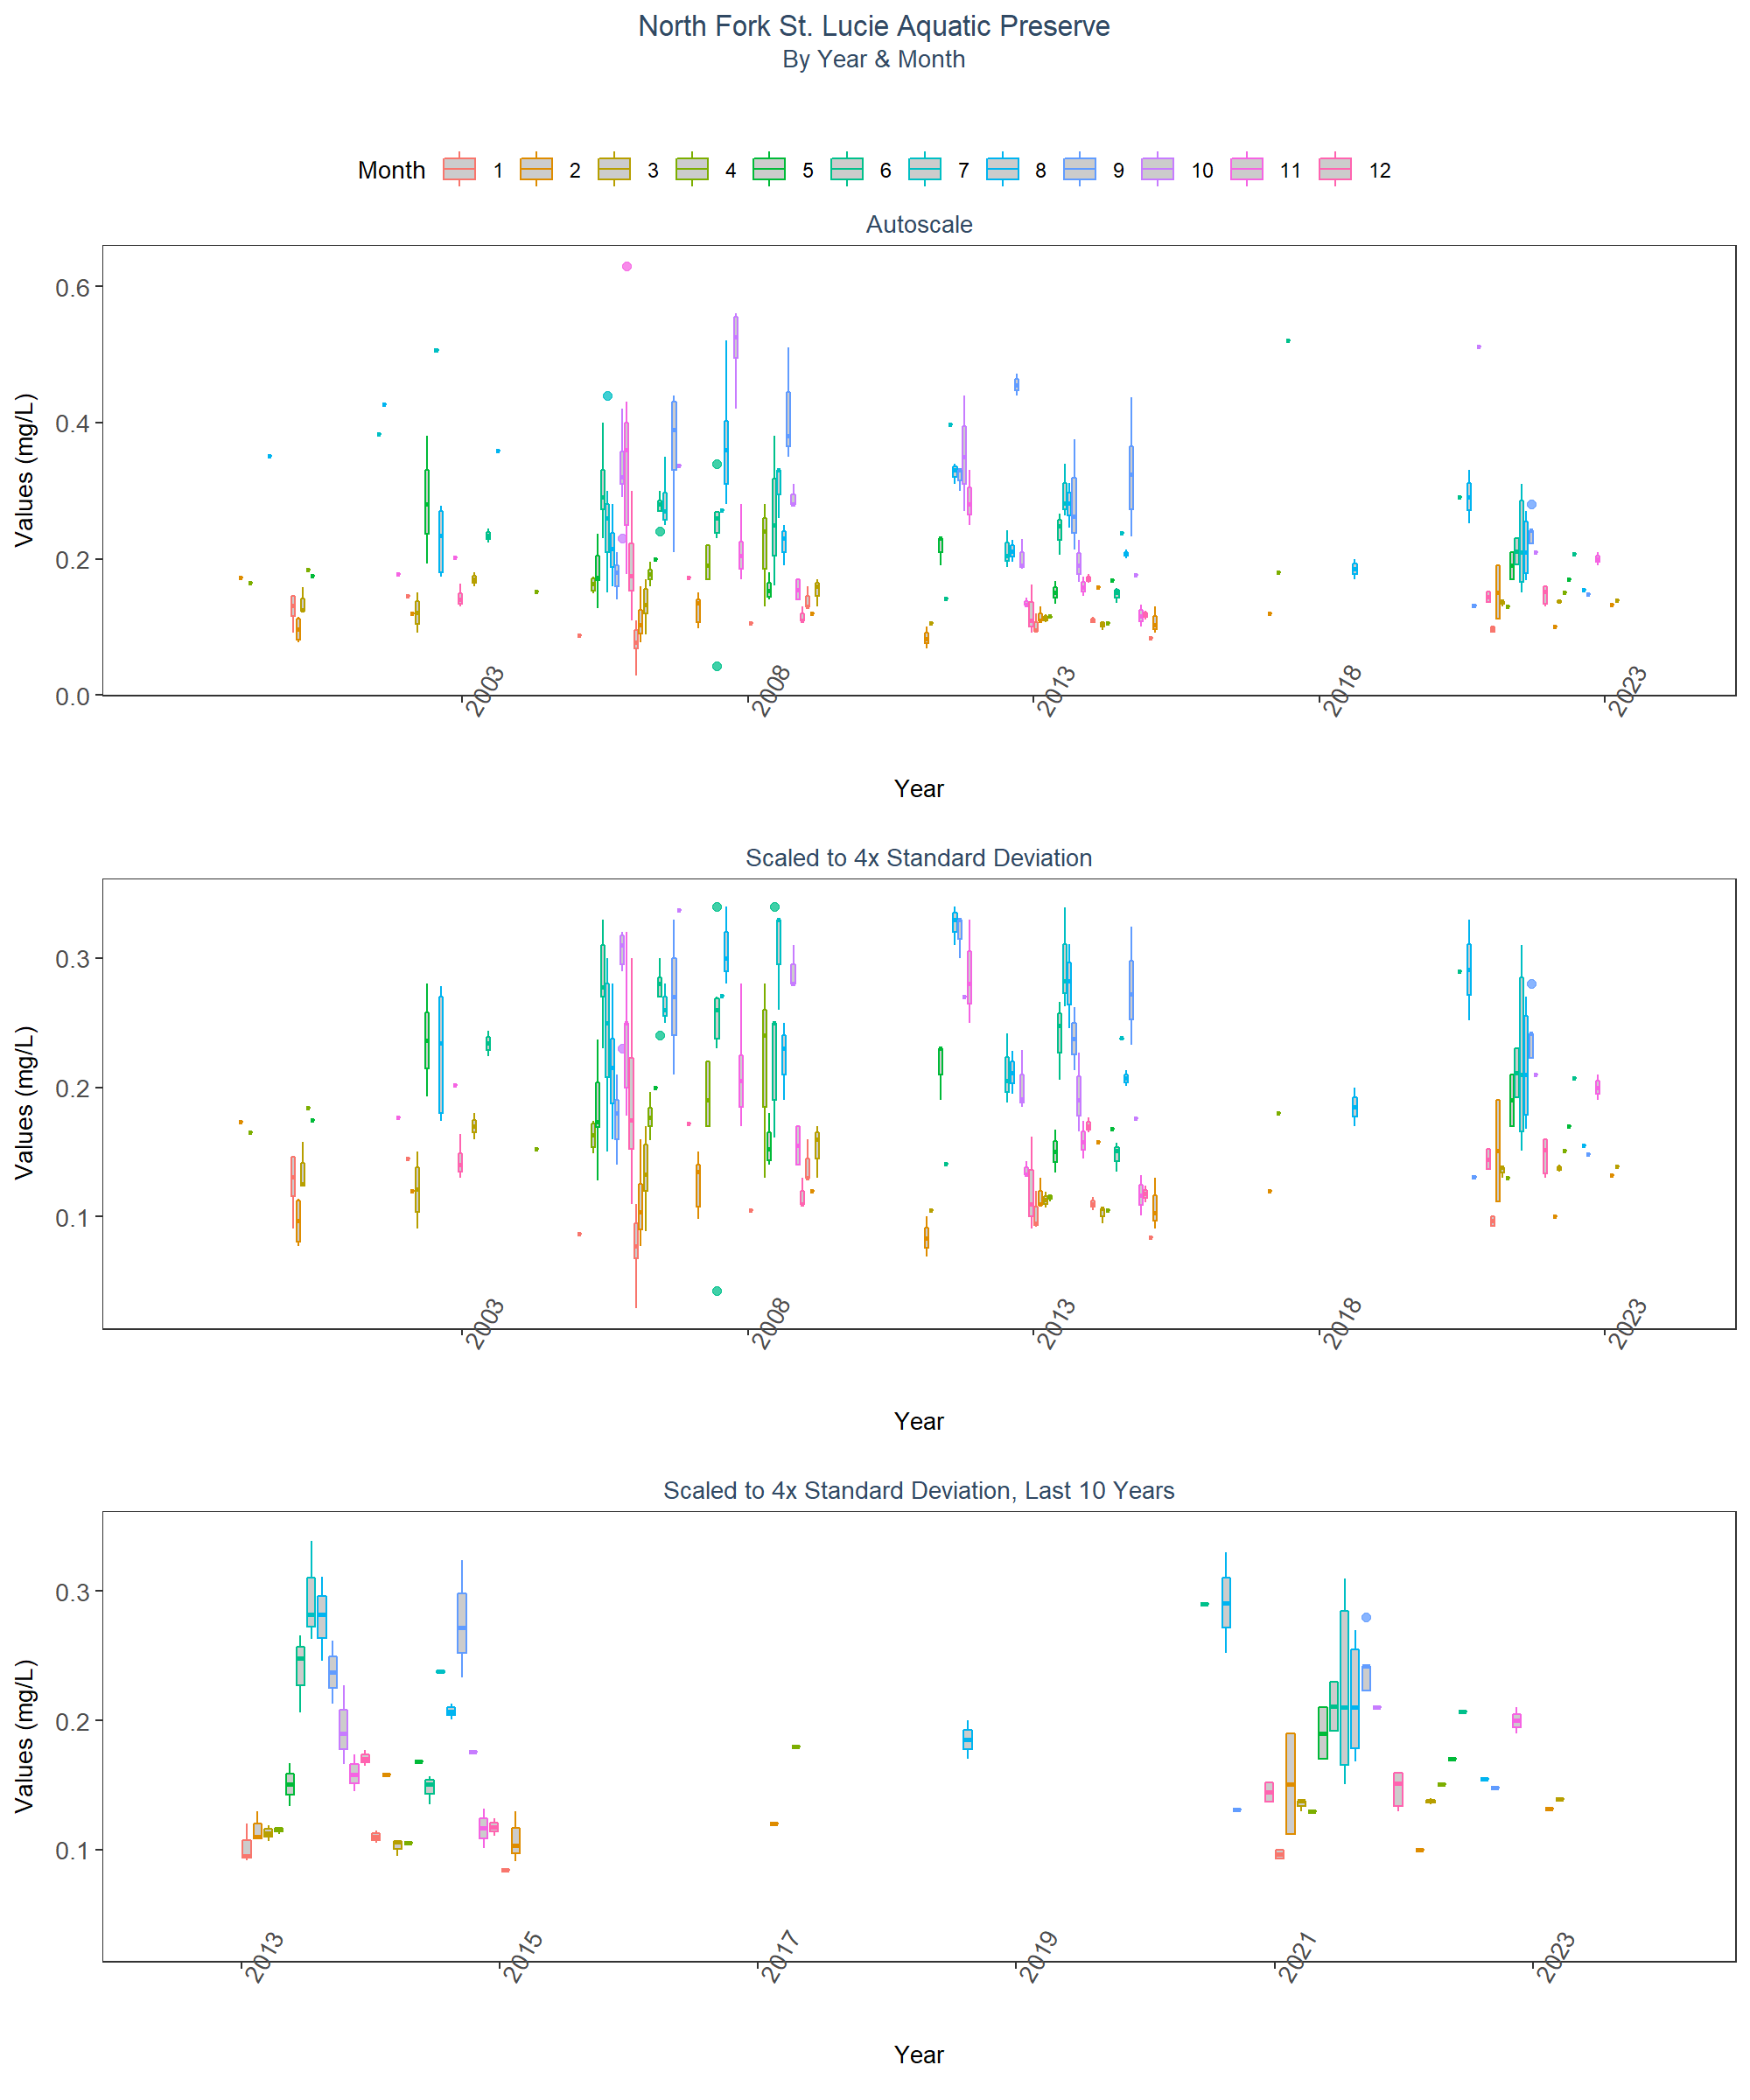 North Fork St. Lucie Aquatic Preserve
By Year & Month
Month 1 2 3 4 5 6 7 8 9 10 11 12
Autoscale
Values (mg/L)
0.6
0.4
0.2
0.0
2003 2008 2013 2018 2023
Year
Scaled to 4x Standard Deviation
Values (mg/L)
0.3
0.2
0.1
2003 2008 2013 2018 2023
Year
Scaled to 4x Standard Deviation, Last 10 Years
Values (mg/L)
0.3
0.2
0.1
2013 2015 2017 2019 2021 2023
Year